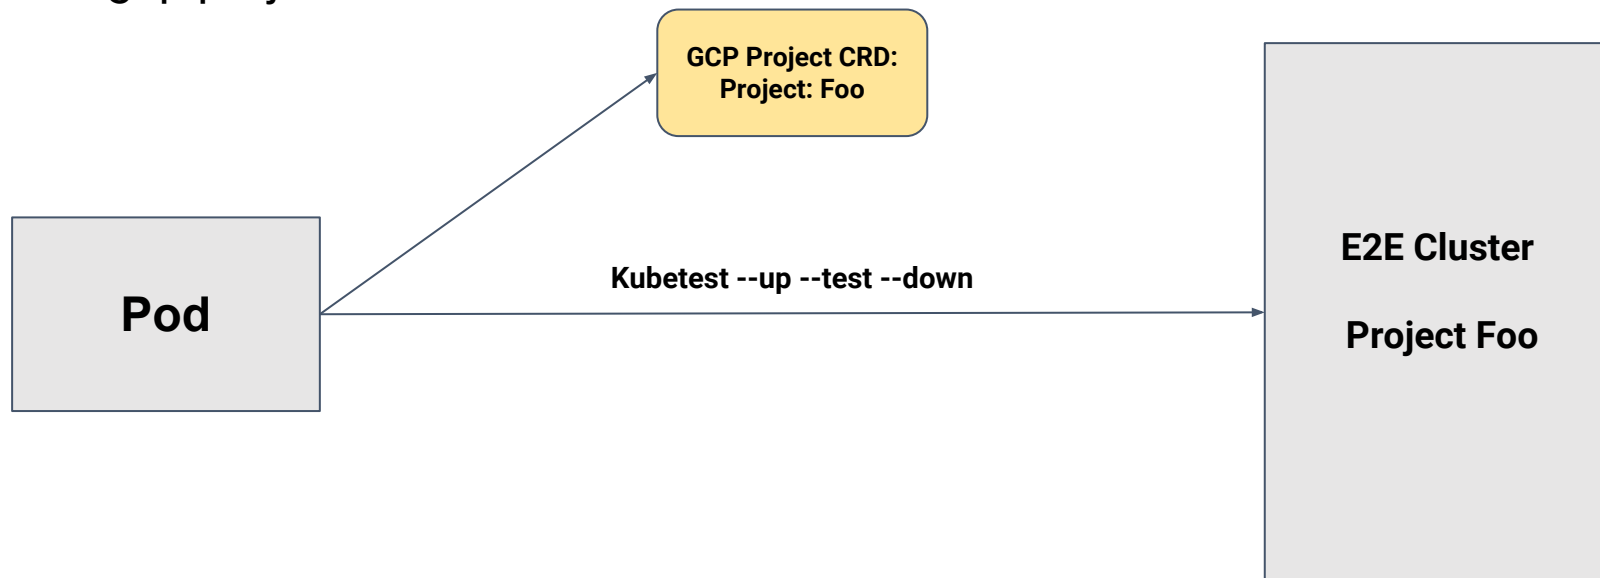 GCP Project CRD:
Project: Foo
Pod
Kubetest --up --test --down
E2E Cluster
Project Foo